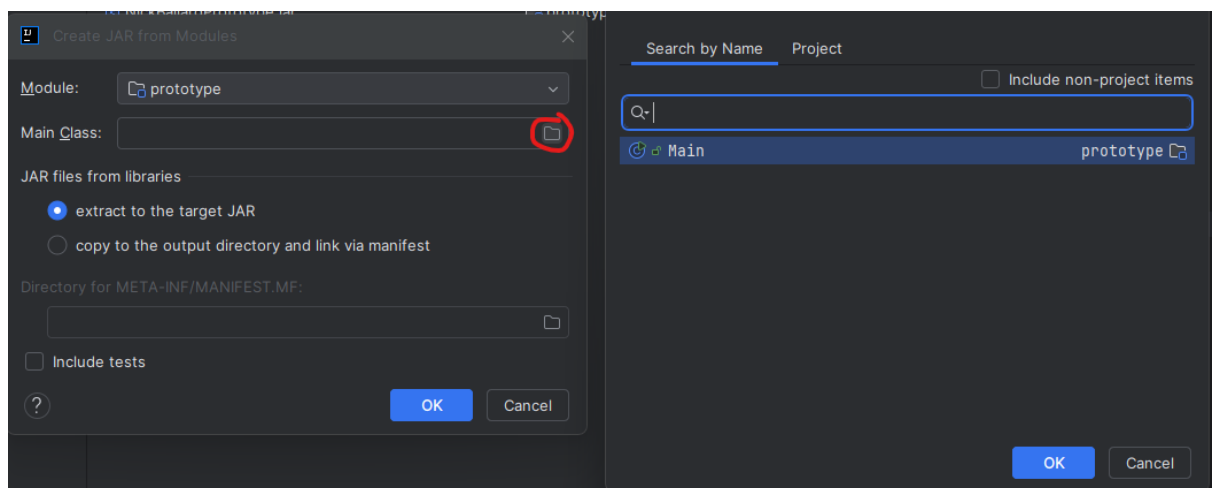 Create JAR from Modules
Module:
prototype
Main Class:
JAR files from libraries
extract to the target JAR
copy to the output directory and link via manifest
Directory for META-INF/MANIFEST.MF:
Include tests
?
OK
Cancel
Search by Name
Project
Include non-project items
Main
prototype
OK
Cancel